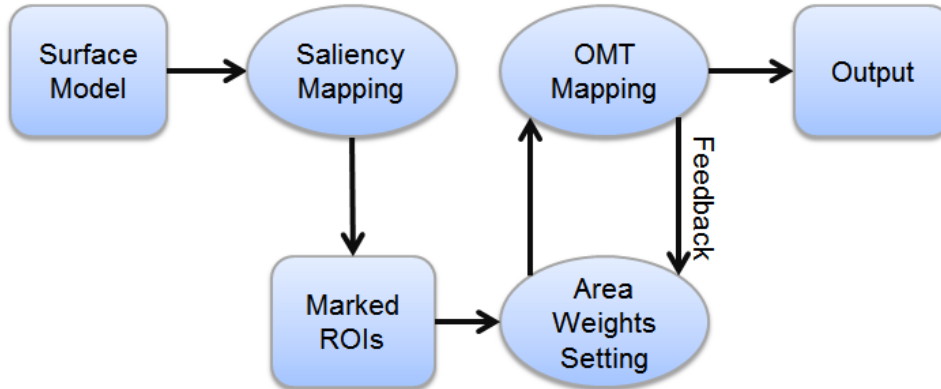 Surface
Model
Saliency
Mapping
OMT
Mapping
Output
Feedback
Marked
ROIs
Area
Weights
Setting